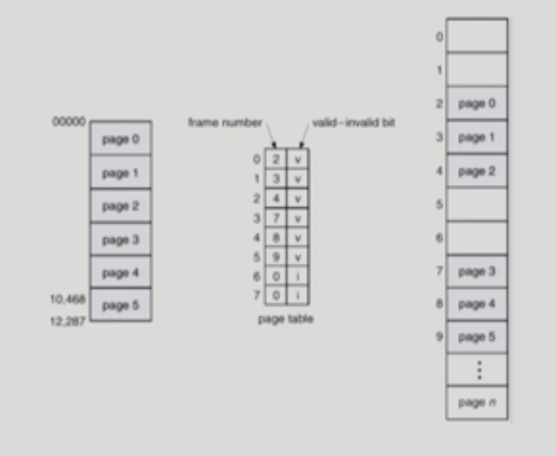 00000
page 0
page 1
page 2
page 3
page 4
10,468
page 5
12,287
frame number
valid–invalid bit
0 2 v
1 3 v
2 4 v
3 7 v
4 8 v
5 9 v
6 0 i
7 0 i
page table
0
1
2 page 0
3 page 1
4 page 2
5
6
7 page 3
8 page 4
9 page 5
⋮
page n